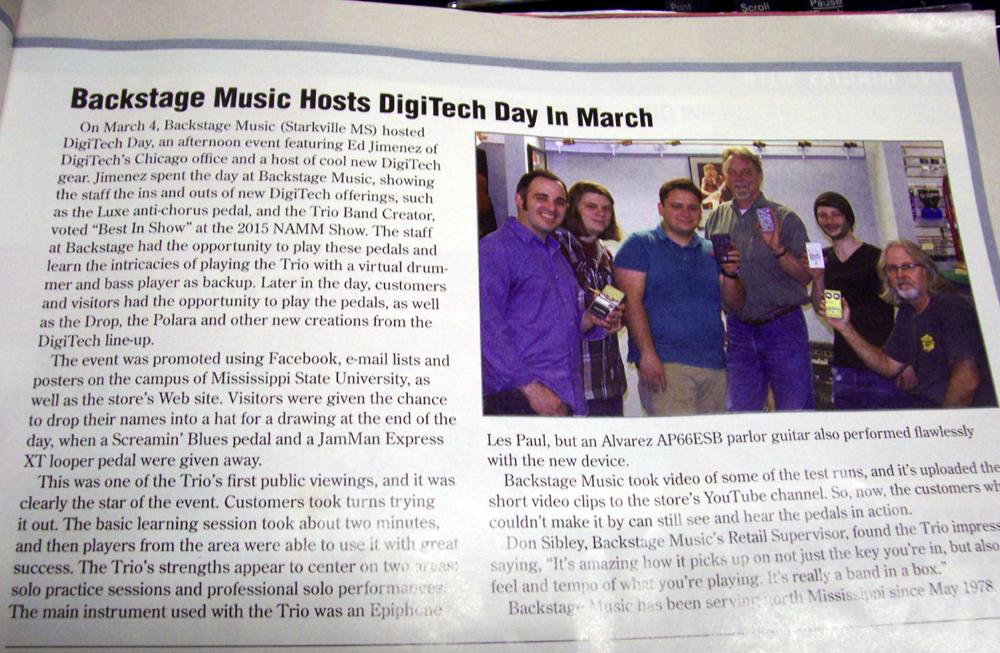 Print
Scroll
Pause
Backstage Music Hosts DigiTech Day In March
On March 4, Backstage Music (Starkville MS) hosted
DigiTech Day, an afternoon event featuring Ed Jimenez of
DigiTech's Chicago office and a host of cool new DigiTech
gear. Jimenez spent the day at Backstage Music, showing
the staff the ins and outs of new DigiTech offerings, such
as the Luxe anti-chorus pedal, and the Trio Band Creator,
voted "Best In Show" at the 2015 NAMM Show. The staff
at Backstage had the opportunity to play these pedals and
learn the intricacies of playing the Trio with a virtual drum-
mer and bass player as backup. Later in the day, customers
and visitors had the opportunity to play the pedals, as well
as the Drop, the Polara and other new creations from the
DigiTech line-up.
The event was promoted using Facebook, e-mail lists and
posters on the campus of Mississippi State University, as
well as the store's Web site. Visitors were given the chance
to drop their names into a hat for a drawing at the end of the
day, when a Screamin' Blues pedal and a JamMan Express
XT looper pedal were given away.
This was one of the Trio's first public viewings, and it was
clearly the star of the event. Customers took turns trying
it out. The basic learning session took about two minutes,
and then players from the area were able to use it with great
success. The Trio's strengths appear to center on two areas:
solo practice sessions and professional solo performances.
The main instrument used with the Trio was an Epiphone
Les Paul, but an Alvarez AP66ESB parlor guitar also performed flawlessly
with the new device.
Backstage Music took video of some of the test runs, and it's uploaded the
short video clips to the store's YouTube channel. So, now, the customers wh
couldn't make it by can still see and hear the pedals in action.
Don Sibley, Backstage Music's Retail Supervisor, found the Trio impress
saying, "It's amazing how it picks up on not just the key you're in, but also
feel and tempo of what you're playing. It's really a band in a box."
Backstage Music has been serving north Mississippi since May 1978.